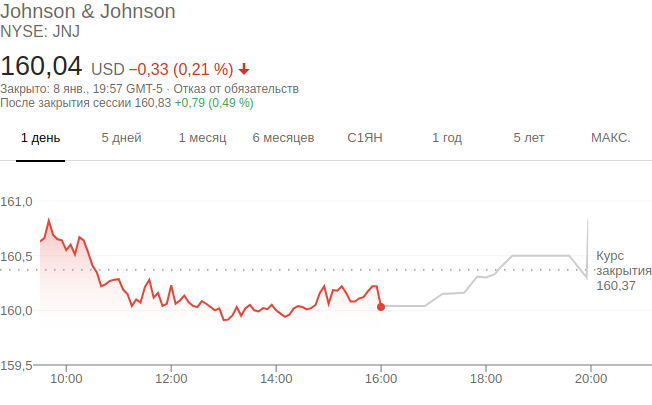 Johnson & Johnson
NYSE: JNJ
160,04 USD −0,33 (0,21 %)
Закрыто: 8 янв., 19:57 GMT-5 · Отказ от обязательств
После закрытия сессии 160,83 +0,79 (0,49 %)
1 день 5 дней 1 месяц 6 месяцев С1ЯН 1 год 5 лет МАКС.
161,0
160,5
Курс
закрытия
160,37
160,0
159,5
10:00 12:00 14:00 16:00 18:00 20:00